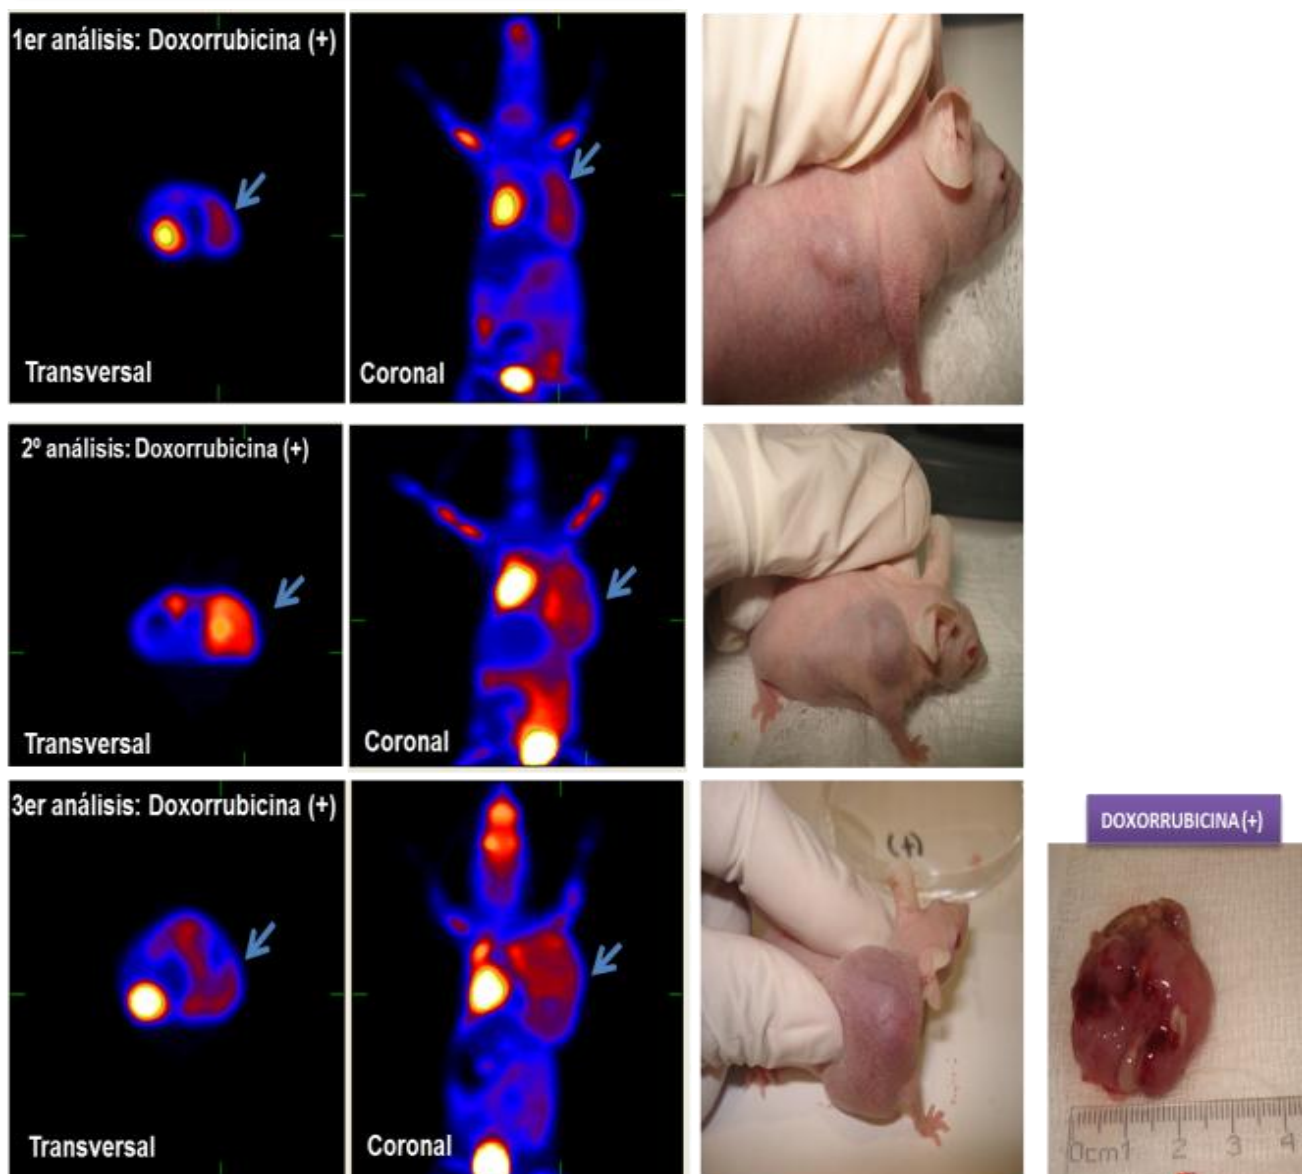 1er análisis: Doxorrubicina (+)
Transversal
Coronal
2º análisis: Doxorrubicina (+)
Transversal
Coronal
3er análisis: Doxorrubicina (+)
Transversal
Coronal
(+)
DOXORRUBICINA (+)
0cm 1 2 3 4